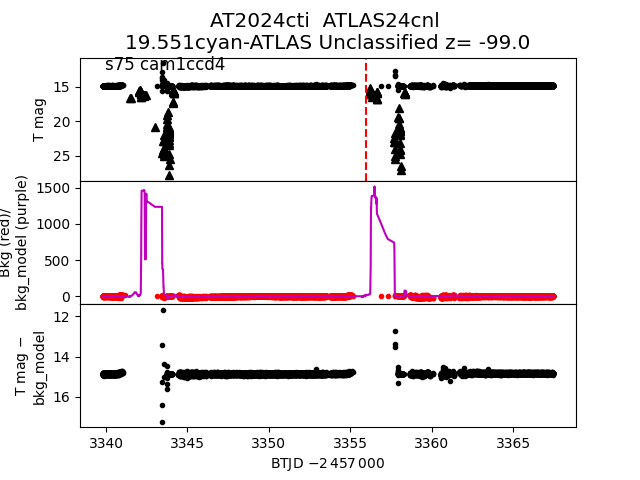 AT2024cti  ATLAS24cnl
19.551cyan-ATLAS Unclassified z= -99.0
s75 cam1ccd4
T mag
15
20
25
Bkg (red)/
bkg_model (purple)
1500
1000
500
0
T mag −
bkg_model
12
14
16
3340
3345
3350
3355
3360
3365
BTJD −2 457 000